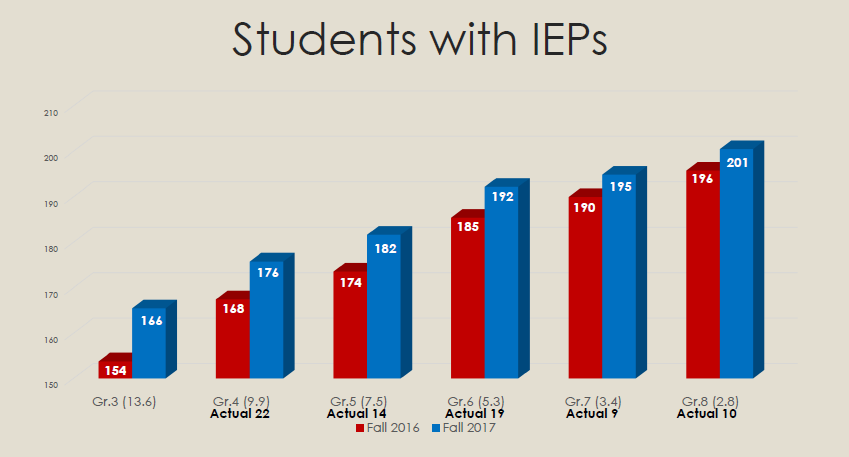 Students with IEPs
210
200
190
180
170
160
150
154
166
168
176
174
182
185
192
190
195
196
201
Gr.3 (13.6)
Gr.4 (9.9)
Actual 22
Gr.5 (7.5)
Actual 14
Gr.6 (5.3)
Actual 19
Gr.7 (3.4)
Actual 9
Gr.8 (2.8)
Actual 10
Fall 2016
Fall 2017